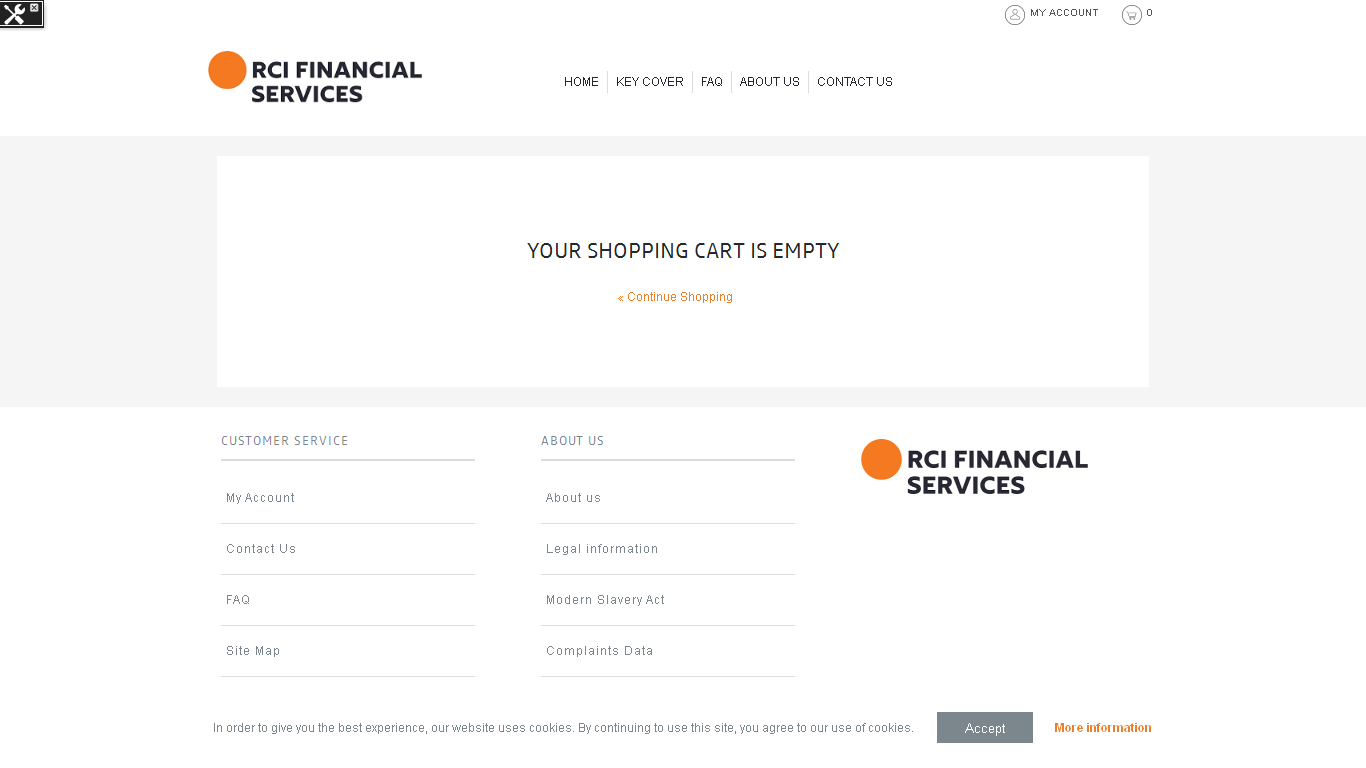 MY ACCOUNT
0
RCI FINANCIAL
SERVICES
HOME
KEY COVER
FAQ
ABOUT US
CONTACT US
YOUR SHOPPING CART IS EMPTY
« Continue Shopping
CUSTOMER SERVICE
My Account
Contact Us
FAQ
Site Map
ABOUT US
About us
Legal information
Modern Slavery Act
Complaints Data
RCI FINANCIAL
SERVICES
In order to give you the best experience, our website uses cookies. By continuing to use this site, you agree to our use of cookies.
Accept
More information